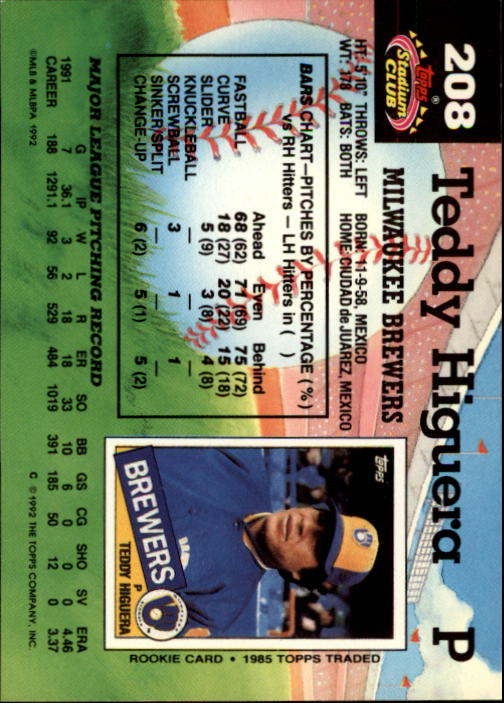 208
Topps®
Stadium
CLUB
Teddy Higuera P
MILWAUKEE BREWERS
HT: 5'10" THROWS: LEFT BORN: 11-9-58, MEXICO
WT: 178 BATS: BOTH HOME: CIUDAD de JUAREZ, MEXICO
BARS CHART—PITCHES BY PERCENTAGE (%)
vs RH Hitters — LH Hitters in ( )
Ahead Even Behind
FASTBALL 68 (62) 71 (69) 75 (72)
CURVE 18 (27) 20 (22) 15 (18)
SLIDER 5 (9) 3 (8) 4 (8)
KNUCKLEBALL — — —
SCREWBALL 3 1 1
SINKER/SPLIT — — —
CHANGE-UP 6 (2) 5 (1) 5 (2)
MAJOR LEAGUE PITCHING RECORD
G IP W L R ER SO BB GS CG SHO SV ERA
1991 7 36.1 3 2 18 18 33 10 6 0 0 0 4.46
CAREER 188 1291.1 92 56 529 484 1019 391 185 50 12 0 3.37
©MLB & MLBPA 1992
C © 1992 THE TOPPS COMPANY, INC.
TOPPS
BREWERS
P
TEDDY HIGUERA
ROOKIE CARD • 1985 TOPPS TRADED